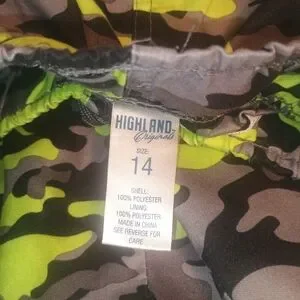 HIGHLAND
Originals
SIZE:
14
SHELL:
100% POLYESTER
LINING:
100% POLYESTER
MADE IN CHINA
SEE REVERSE FOR
CARE